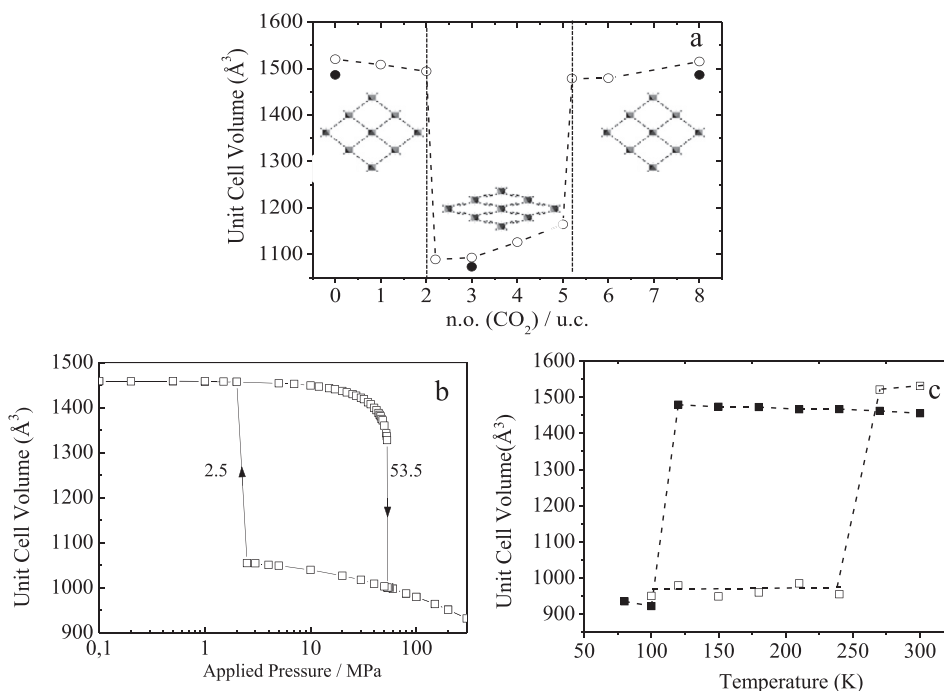 a
Unit Cell Volume (Å³)
1600
1500
1400
1300
1200
1100
0 1 2 3 4 5 6 7 8
n.o. (CO₂) / u.c.
b
Unit Cell Volume (Å³)
1500
1400
1300
1200
1100
1000
900
2.5
53.5
0,1 1 10 100
Applied Pressure / MPa
c
Unit Cell Volume(Å³)
1600
1500
1400
1300
1200
1100
1000
900
50 100 150 200 250 300
Temperature (K)